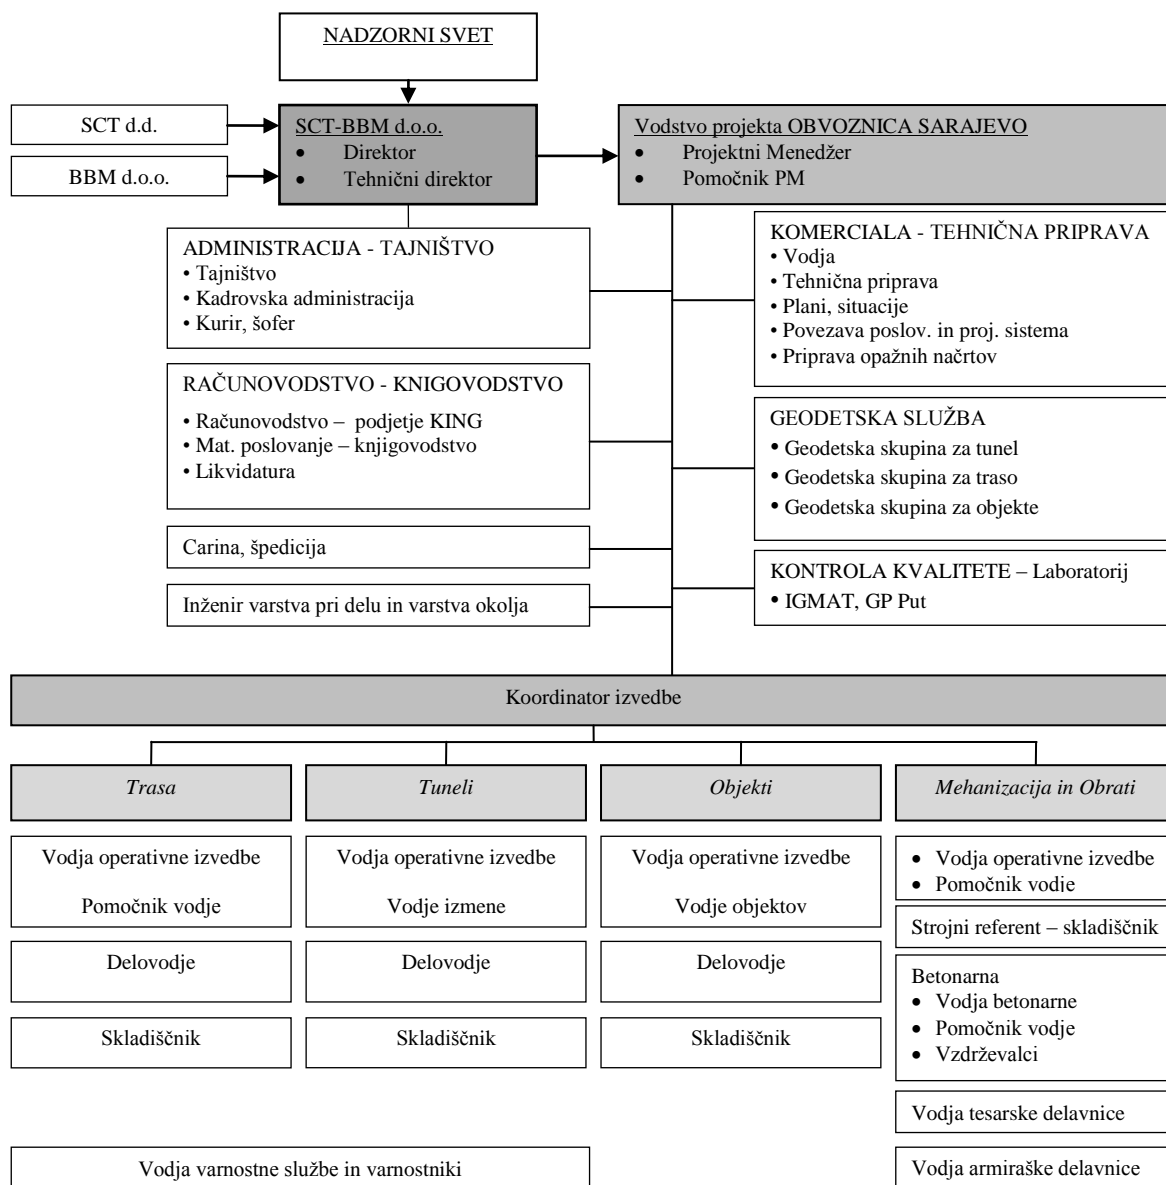 NADZORNI SVET
SCT d.d.
BBM d.o.o.
SCT-BBM d.o.o.
• Direktor
• Tehnični direktor
Vodstvo projekta OBVOZNICA SARAJEVO
• Projektni Menedžer
• Pomočnik PM
ADMINISTRACIJA - TAJNIŠTVO
• Tajništvo
• Kadrovska administracija
• Kurir, šofer
KOMERCIALA - TEHNIČNA PRIPRAVA
• Vodja
• Tehnična priprava
• Plani, situacije
• Povezava poslov. in proj. sistema
• Priprava opažnih načrtov
RAČUNOVODSTVO - KNIGOVODSTVO
• Računovodstvo – podjetje KING
• Mat. poslovanje – knjigovodstvo
• Likvidatura
GEODETSKA SLUŽBA
• Geodetska skupina za tunel
• Geodetska skupina za traso
• Geodetska skupina za objekte
Carina, špedicija
KONTROLA KVALITETE – Laboratorij
• IGMAT, GP Put
Inženir varstva pri delu in varstva okolja
Koordinator izvedbe
Trasa
Vodja operativne izvedbe
Pomočnik vodje
Delovodje
Skladiščnik
Tuneli
Vodja operativne izvedbe
Vodje izmene
Delovodje
Skladiščnik
Objekti
Vodja operativne izvedbe
Vodje objektov
Delovodje
Skladiščnik
Mehanizacija in Obrati
• Vodja operativne izvedbe
• Pomočnik vodje
Strojni referent – skladiščnik
Betonarna
• Vodja betonarne
• Pomočnik vodje
• Vzdrževalci
Vodja tesarske delavnice
Vodja armiraške delavnice
Vodja varnostne službe in varnostniki